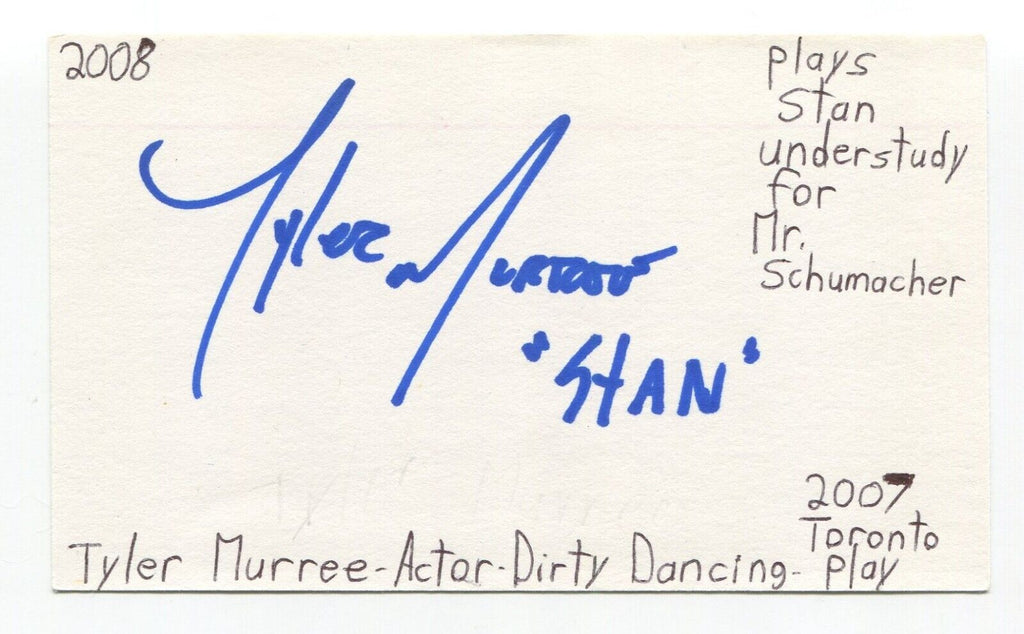 2008
plays
Stan
understudy
for
Mr.
Schumacher
Tyler Murree
"STAN"
2007
Toronto
Tyler Murree-Actor-Dirty Dancing- play